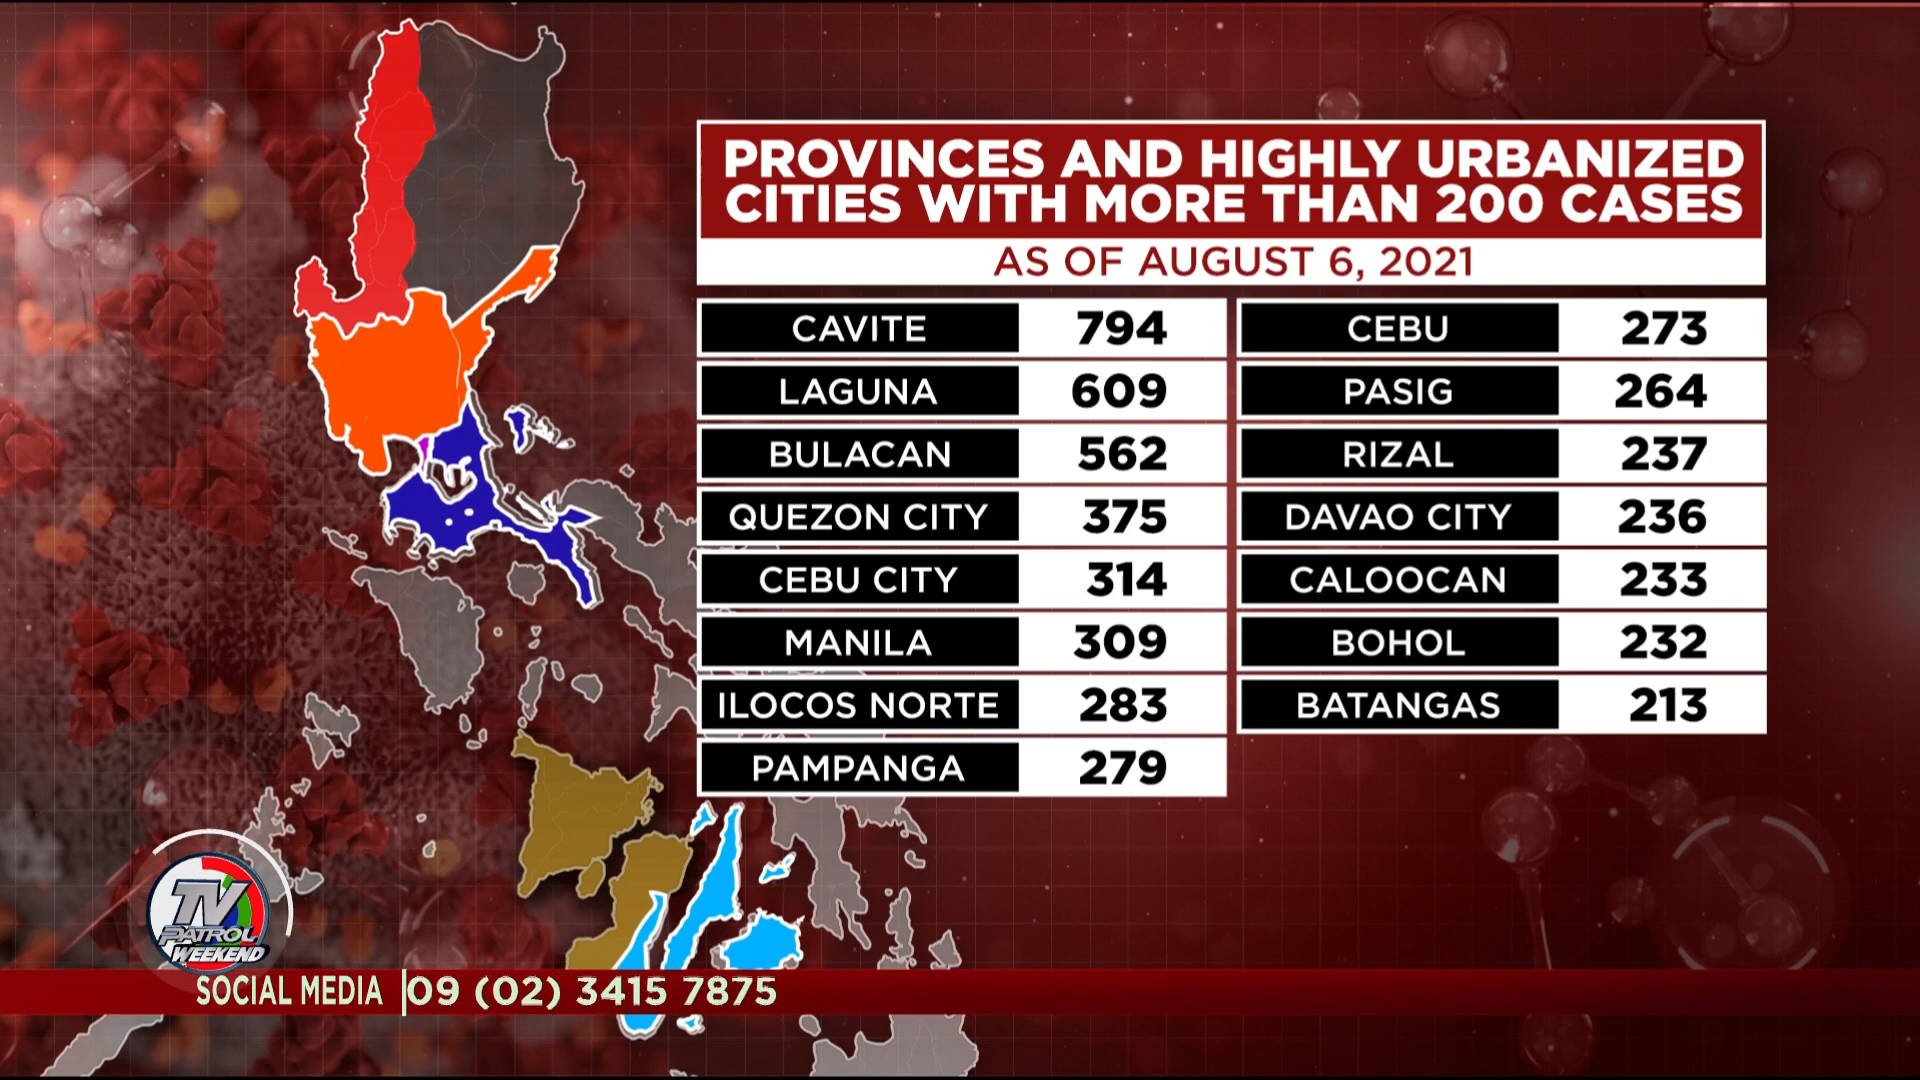 PROVINCES AND HIGHLY URBANIZED
CITIES WITH MORE THAN 200 CASES
AS OF AUGUST 6, 2021
CAVITE 794
LAGUNA 609
BULACAN 562
QUEZON CITY 375
CEBU CITY 314
MANILA 309
ILOCOS NORTE 283
PAMPANGA 279
CEBU 273
PASIG 264
RIZAL 237
DAVAO CITY 236
CALOOCAN 233
BOHOL 232
BATANGAS 213
TV
PATROL
WEEKEND
SOCIAL MEDIA 09 (02) 3415 7875